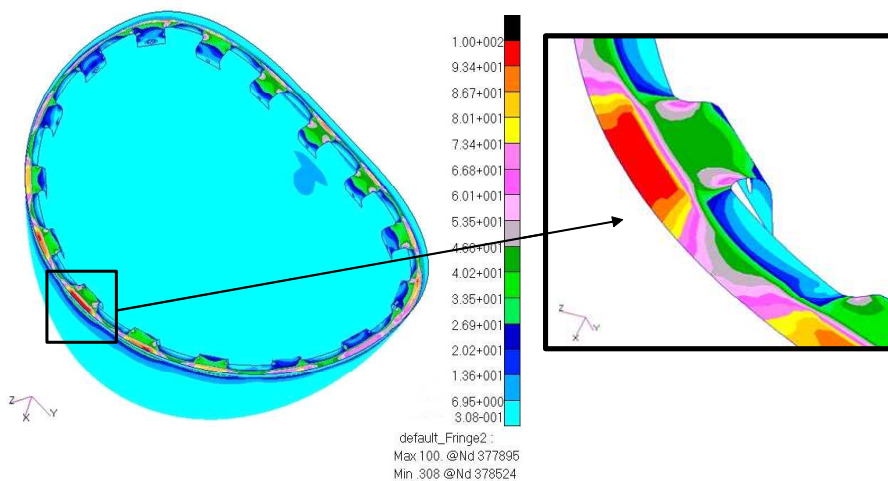 1.00+002
9.34+001
8.67+001
8.01+001
7.34+001
6.68+001
6.01+001
5.35+001
4.68+001
4.02+001
3.35+001
2.69+001
2.02+001
1.36+001
6.95+000
3.08-001
default_Fringe2 :
Max 100. @Nd 377895
Min .308 @Nd 378524
Z
X
Y
Z
X
Y